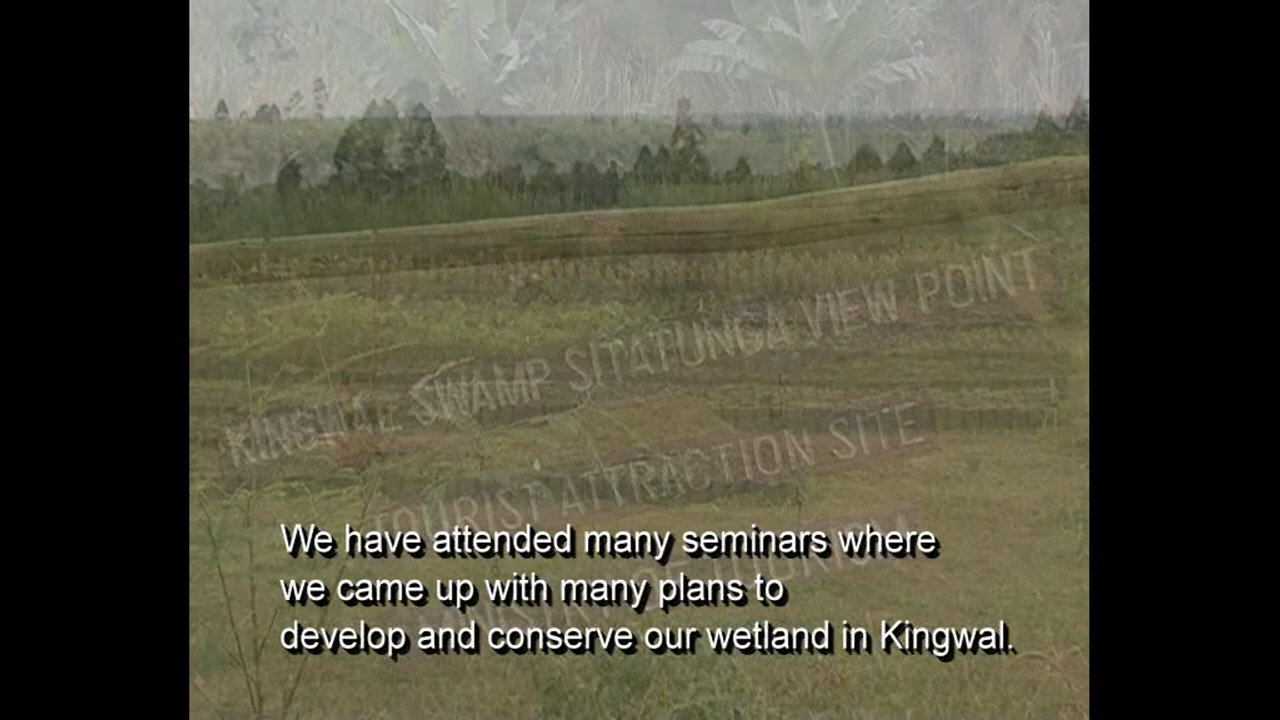 KINGWAL SWAMP SITATUNGA VIEW POINT
TOURIST ATTRACTION SITE
We have attended many seminars where
we came up with many plans to
develop and conserve our wetland in Kingwal.